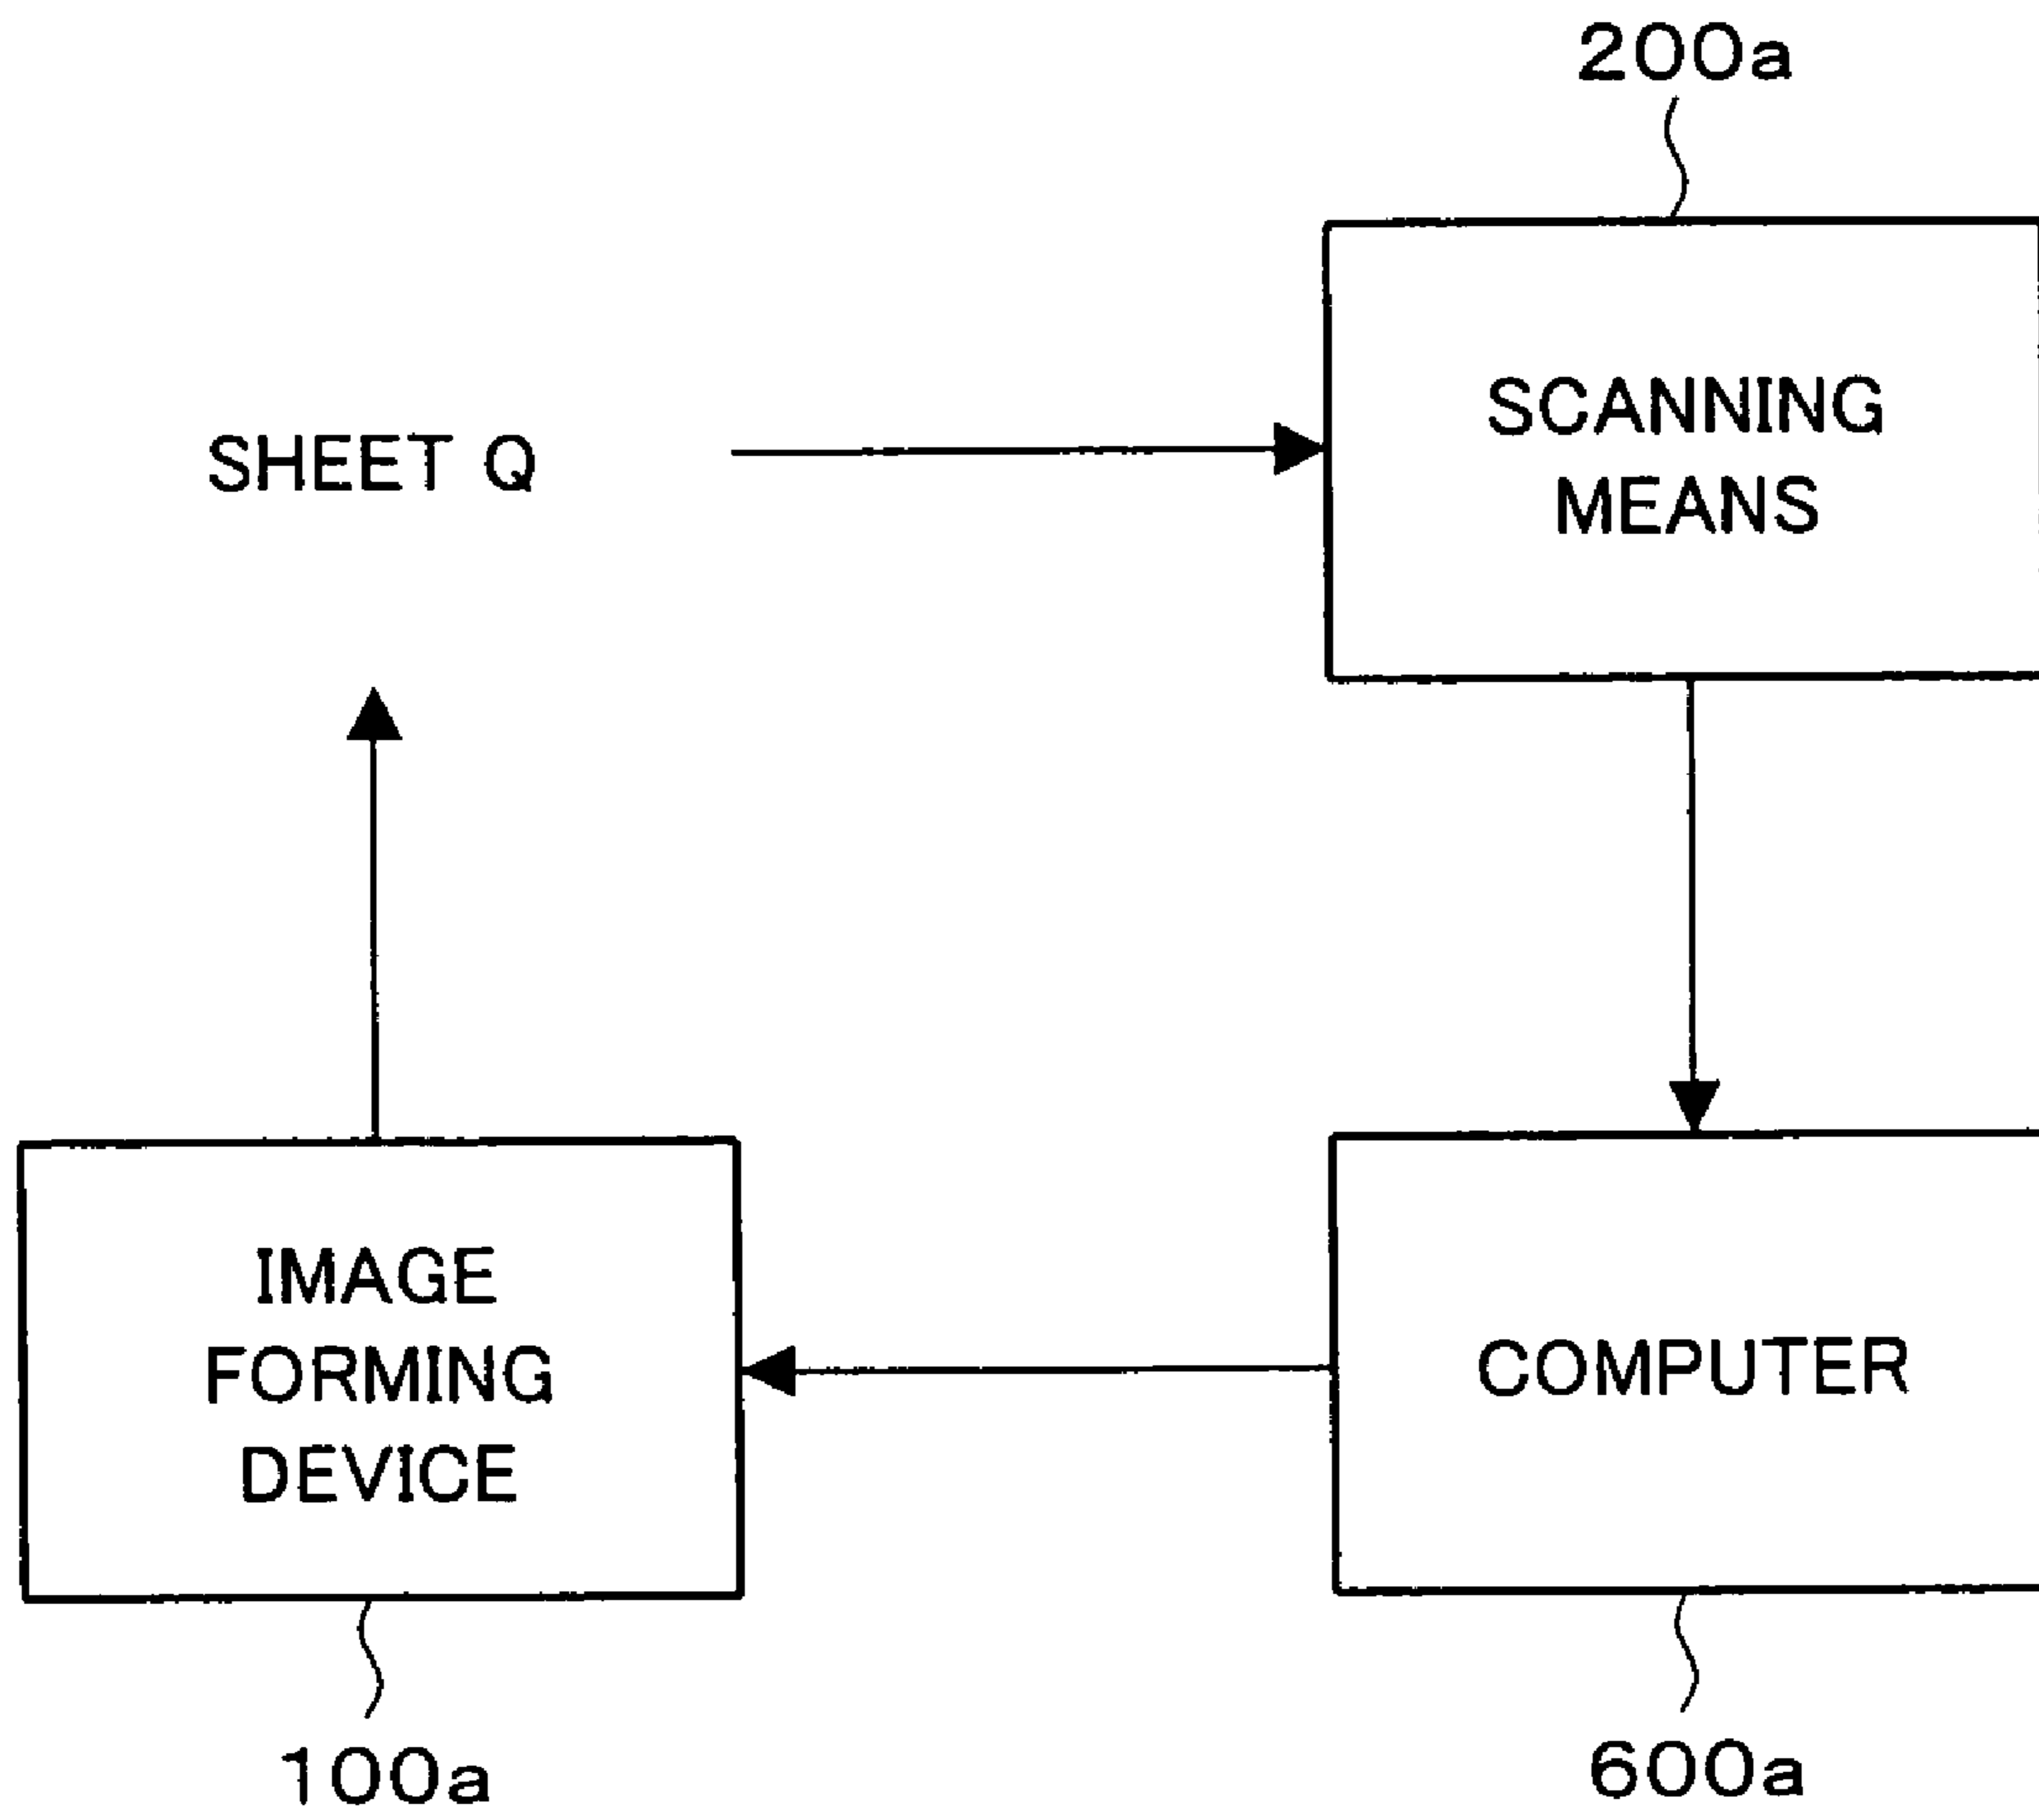 200a
SCANNING
MEANS
SHEET Q
IMAGE
FORMING
DEVICE
COMPUTER
100a
600a